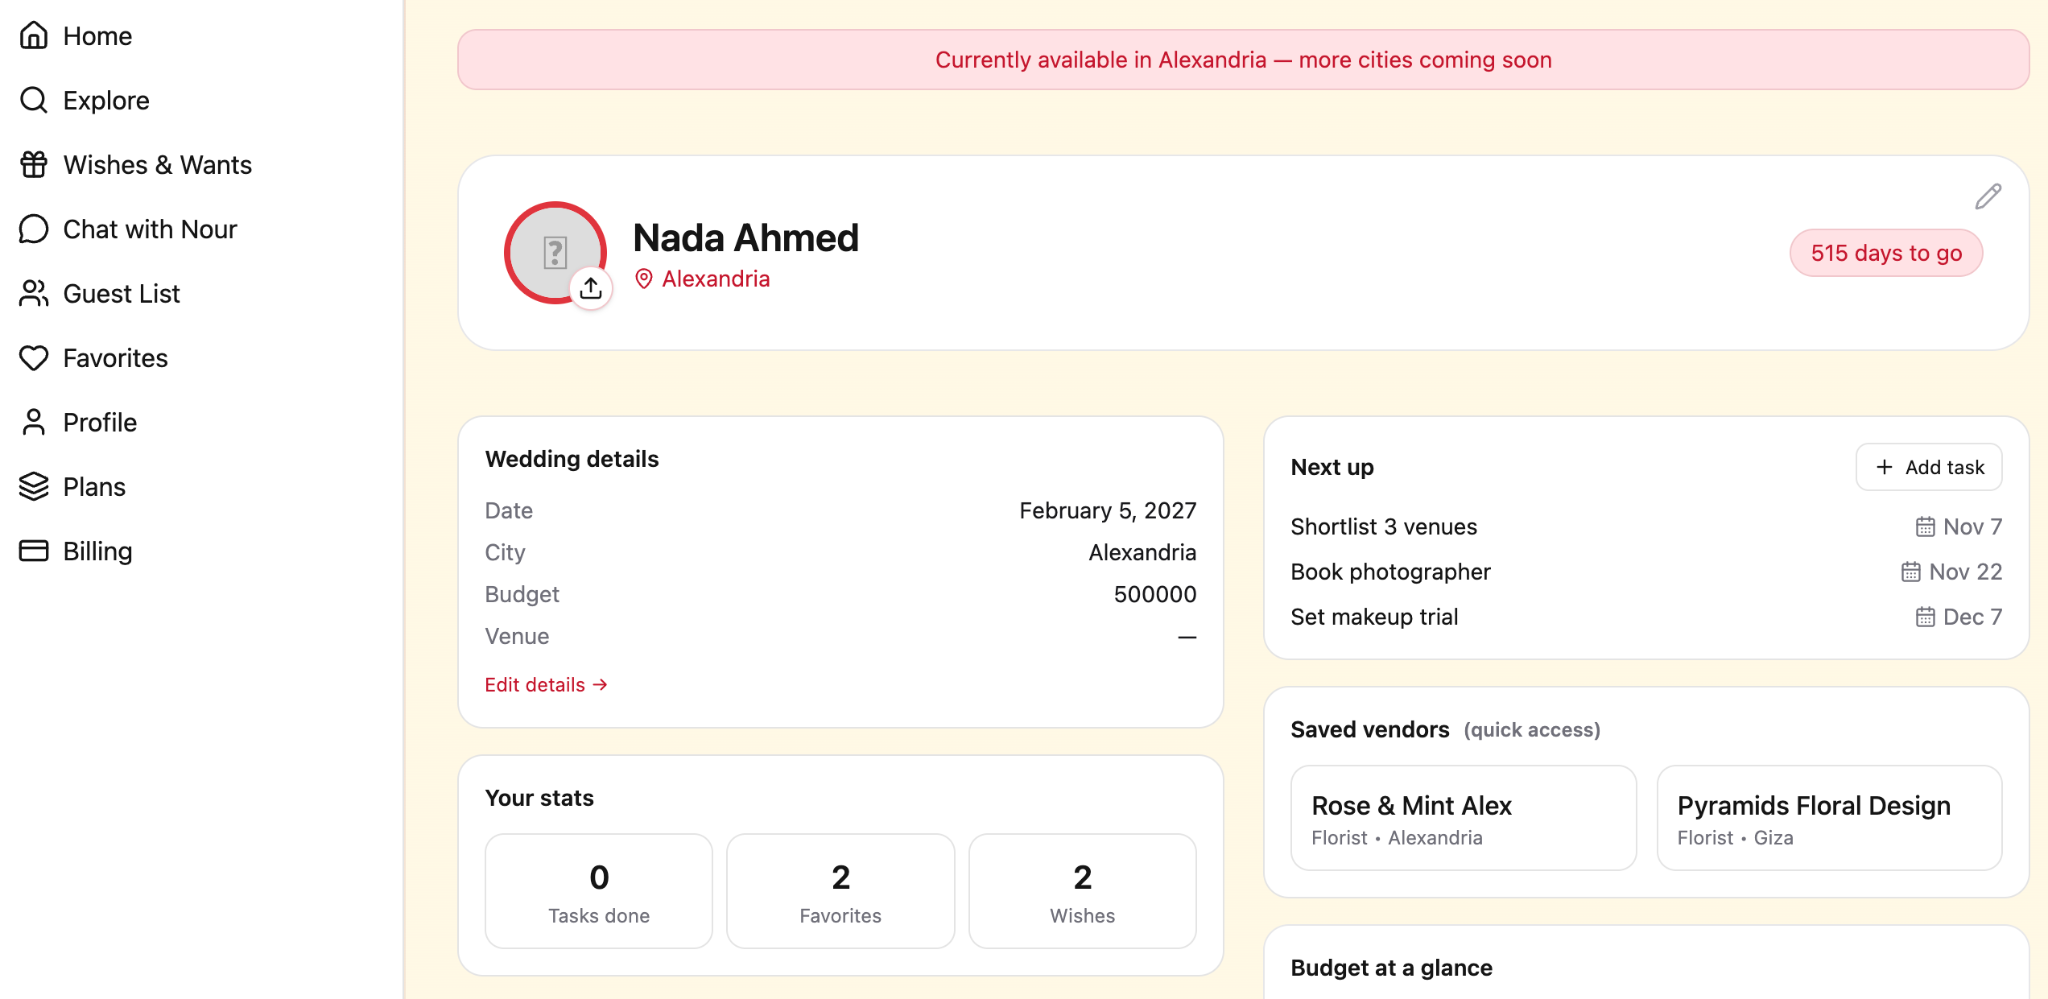 Home
Explore
Wishes & Wants
Chat with Nour
Guest List
Favorites
Profile
Plans
Billing
Currently available in Alexandria — more cities coming soon
Nada Ahmed
Alexandria
515 days to go
Wedding details
Date February 5, 2027
City Alexandria
Budget 500000
Venue —
Edit details →
Your stats
0 2 2
Tasks done Favorites Wishes
Next up + Add task
Shortlist 3 venues Nov 7
Book photographer Nov 22
Set makeup trial Dec 7
Saved vendors (quick access)
Rose & Mint Alex
Florist • Alexandria
Pyramids Floral Design
Florist • Giza
Budget at a glance